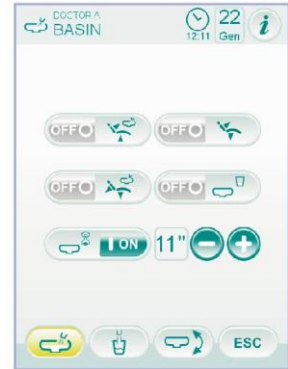 DOCTOR A
BASIN
12:11
22
Gen
i
OFF OFF
OFF OFF
I ON 11"
ESC